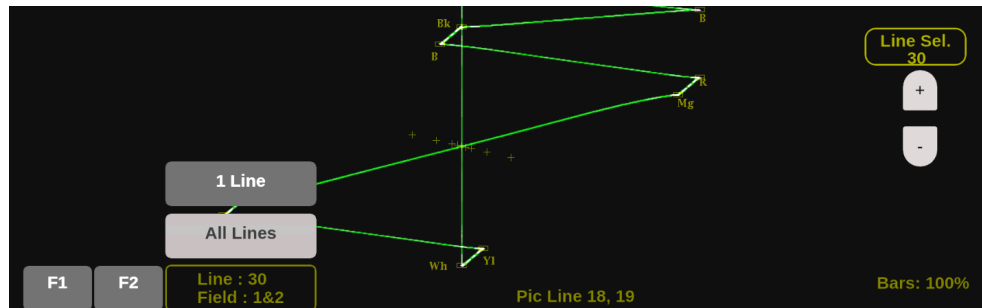 B
Bk
B
R
Mg
Line Sel.
30
+
-
1 Line
All Lines
Wh
Yl
F1
F2
Line : 30
Field : 1&2
Pic Line 18, 19
Bars: 100%